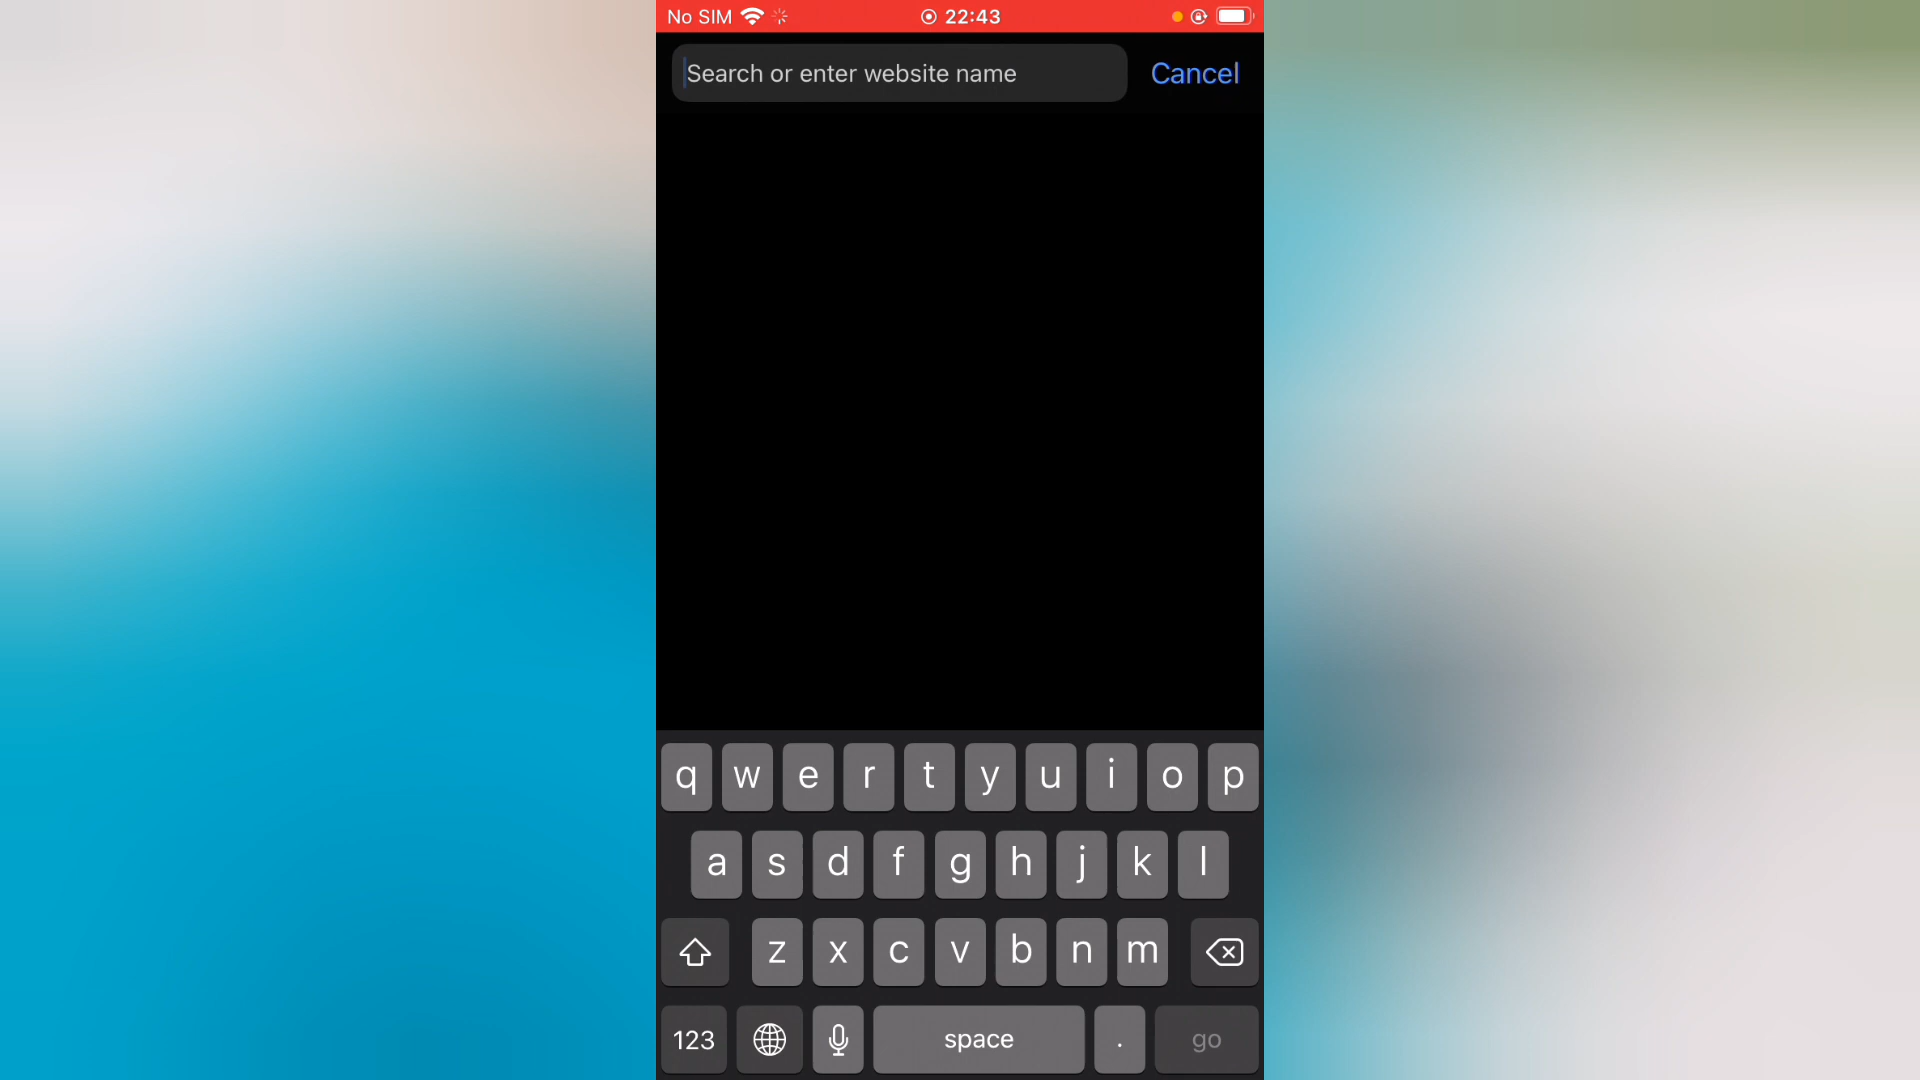 No SIM 22:43
Search or enter website name Cancel
q w e r t y u i o p
a s d f g h j k l
z x c v b n m
123 space . go